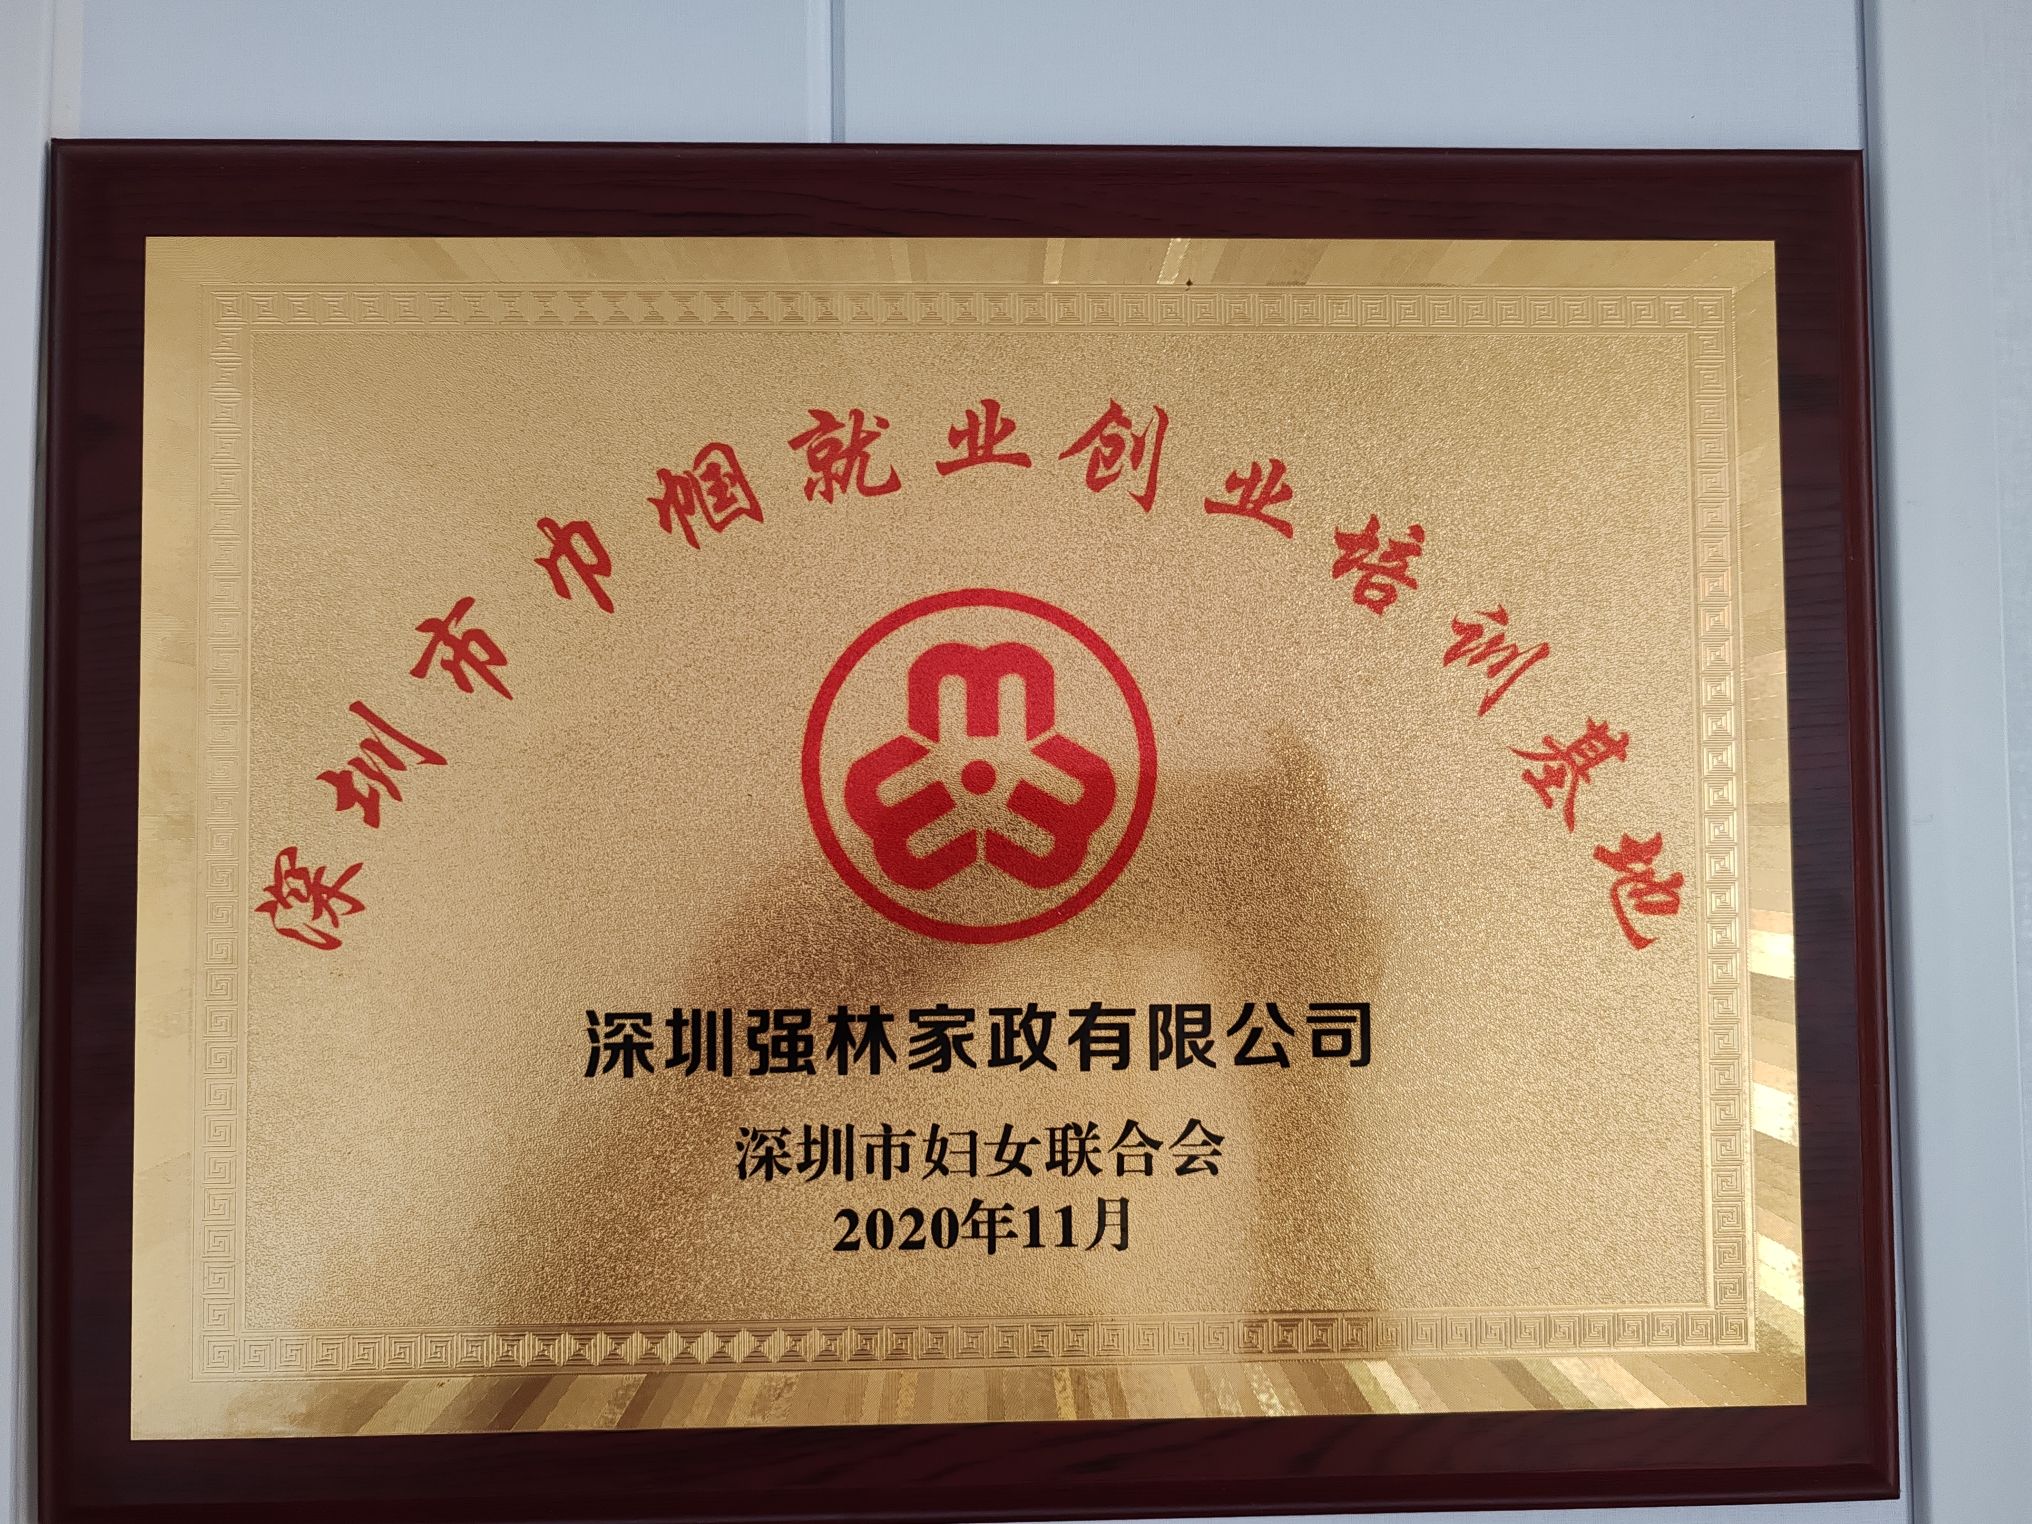 深圳市巾帼就业创业培训基地
深圳强林家政有限公司
深圳市妇女联合会
2020年11月